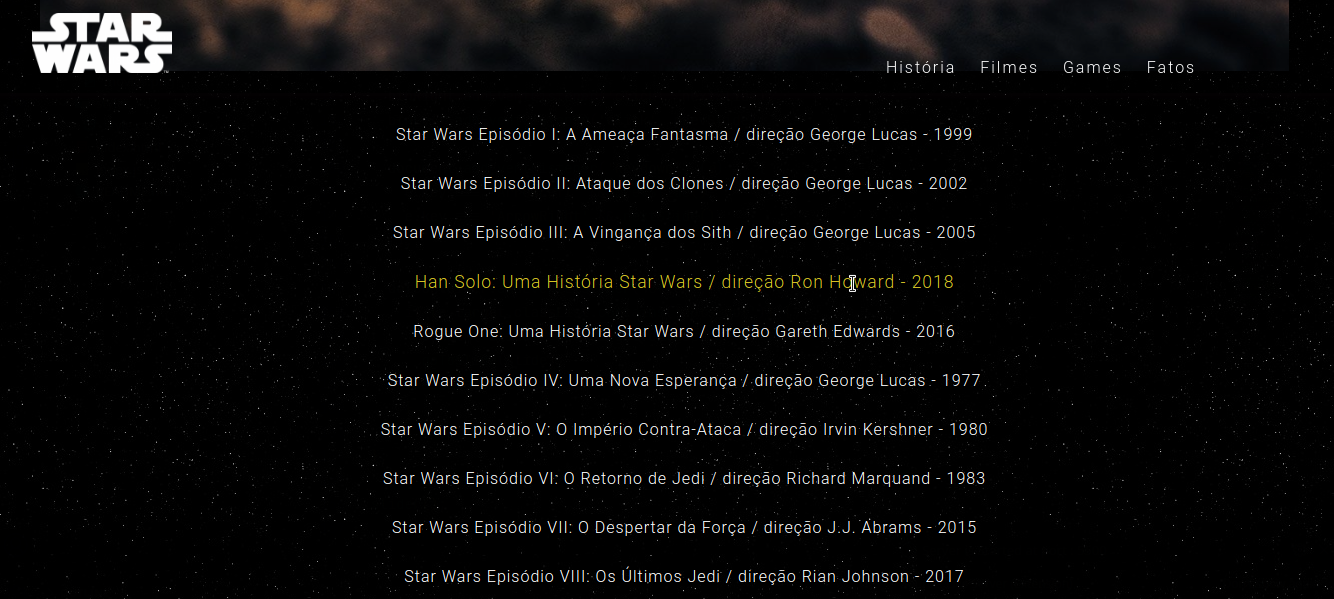 STAR
WARS
História Filmes Games Fatos
Star Wars Episódio I: A Ameaça Fantasma / direção George Lucas - 1999
Star Wars Episódio II: Ataque dos Clones / direção George Lucas - 2002
Star Wars Episódio III: A Vingança dos Sith / direção George Lucas - 2005
Han Solo: Uma História Star Wars / direção Ron Howard - 2018
Rogue One: Uma História Star Wars / direção Gareth Edwards - 2016
Star Wars Episódio IV: Uma Nova Esperança / direção George Lucas - 1977
Star Wars Episódio V: O Império Contra-Ataca / direção Irvin Kershner - 1980
Star Wars Episódio VI: O Retorno de Jedi / direção Richard Marquand - 1983
Star Wars Episódio VII: O Despertar da Força / direção J.J. Abrams - 2015
Star Wars Episódio VIII: Os Últimos Jedi / direção Rian Johnson - 2017